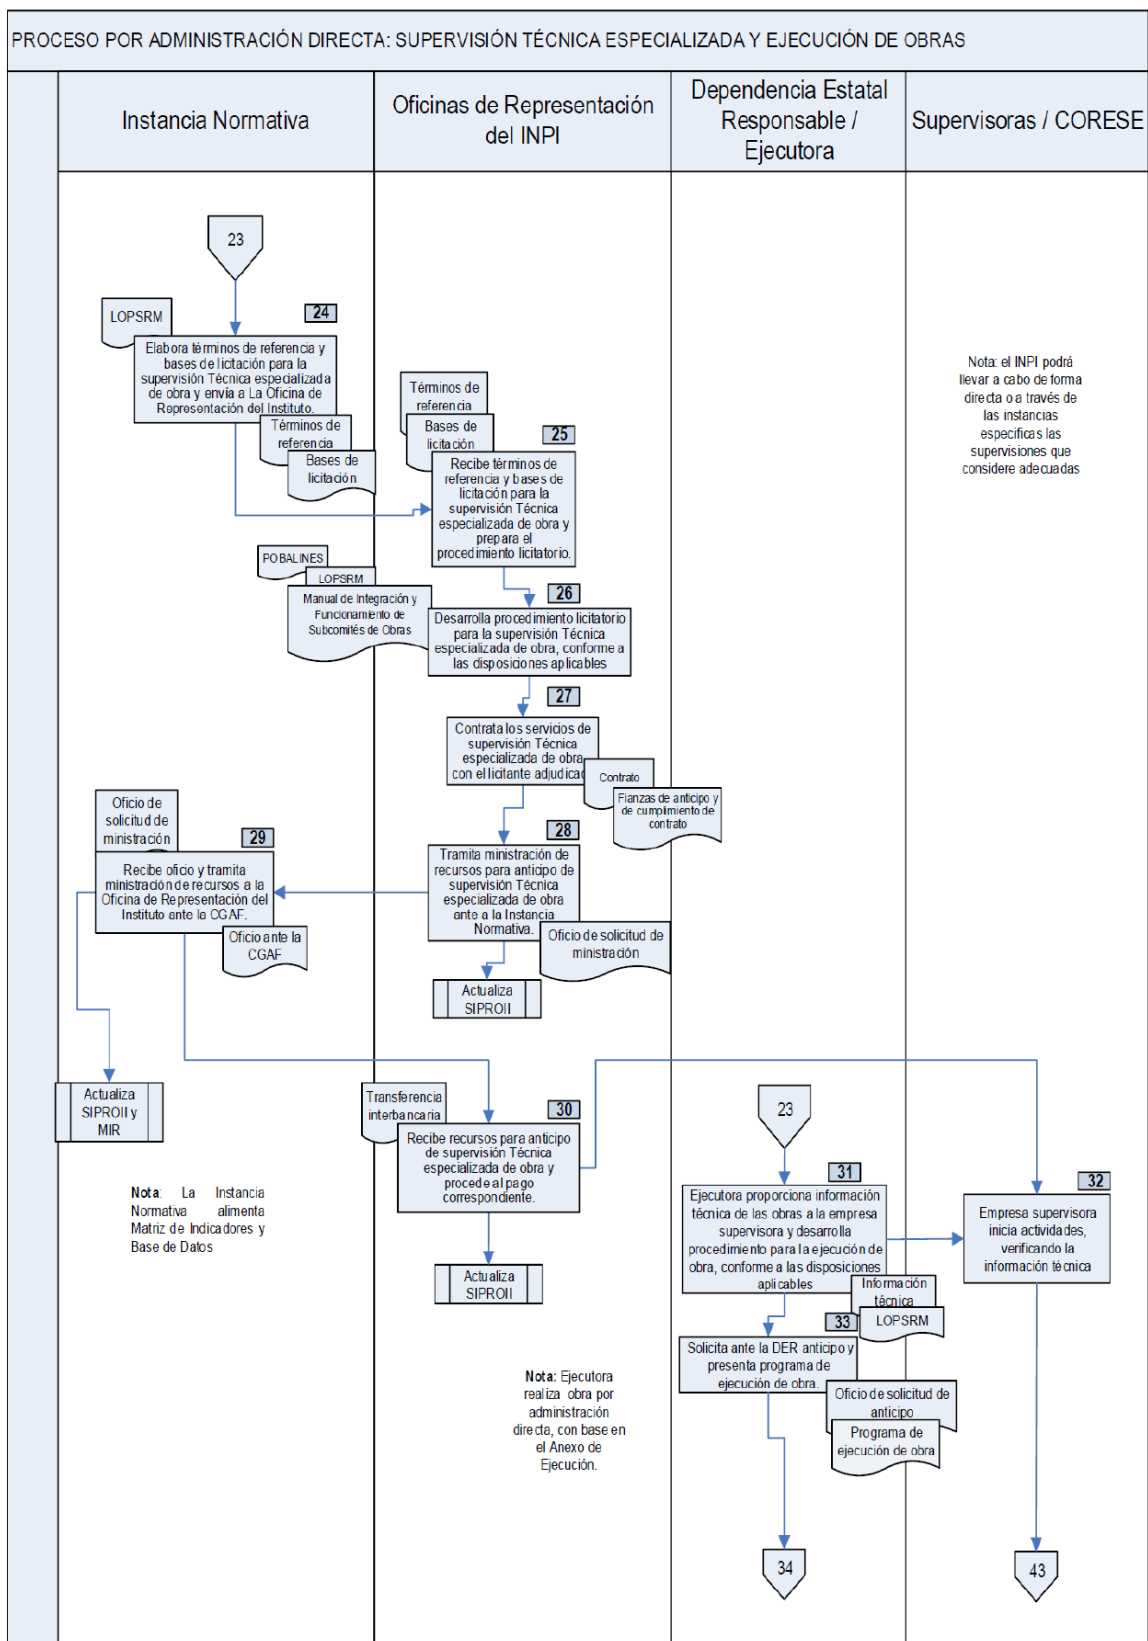 PROCESO POR ADMINISTRACIÓN DIRECTA: SUPERVISIÓN TÉCNICA ESPECIALIZADA Y EJECUCIÓN DE OBRAS
Instancia Normativa
Oficinas de Representación
del INPI
Dependencia Estatal
Responsable /
Ejecutora
Supervisoras / CORESE
23
LOPSRM
24
Elabora términos de referencia y
bases de licitación para la
supervisión Técnica especializada
de obra y envía a La Oficina de
Representación del Instituto.
Términos de
referencia
Bases de
licitación
Términos de
referencia
Bases de
licitación
25
Recibe términos de
referencia y bases de
licitación para la
supervisión Técnica
especializada de obra y
prepara el
procedimiento licitatorio.
Nota: el INPI podrá
llevar a cabo de forma
directa o a través de
las instancias
especificas las
supervisiones que
considere adecuadas
POBALINES
LOPSRM
Manual de Integración y
Funcionamiento de
Subcomités de Obras
26
Desarrolla procedimiento licitatorio
para la supervisión Técnica
especializada de obra, conforme a
las disposiciones aplicables
27
Contrata los servicios de
supervisión Técnica
especializada de obra
con el licitante adjudica
Contrato
Fianzas de anticipo y
de cumplimiento de
contrato
Oficio de
solicitud de
ministración
29
Recibe oficio y tramita
ministración de recursos a la
Oficina de Representación del
Instituto ante la CGAF.
Oficio ante la
CGAF
28
Tramita ministración de
recursos para anticipo de
supervisión Técnica
especializada de obra
ante a la Instancia
Normativa.
Oficio de solicitud de
ministración
Actualiza
SIPROII
Actualiza
SIPROII y
MIR
Transferencia
interbancaria
30
Recibe recursos para anticipo
de supervisión Técnica
especializada de obra y
procede al pago
correspondiente.
23
31
Ejecutora proporciona información
técnica de las obras a la empresa
supervisora y desarrolla
procedimiento para la ejecución de
obra, conforme a las disposiciones
aplicables
Información
técnica
LOPSRM
32
Empresa supervisora
inicia actividades,
verificando la
información técnica
Nota: La Instancia
Normativa alimenta
Matriz de Indicadores y
Base de Datos
Actualiza
SIPROII
33
Solicita ante la DER anticipo y
presenta programa de
ejecución de obra.
Oficio de solicitud de
anticipo
Programa de
ejecución de obra
Nota: Ejecutora
realiza obra por
administración
directa, con base en
el Anexo de
Ejecución.
34
43